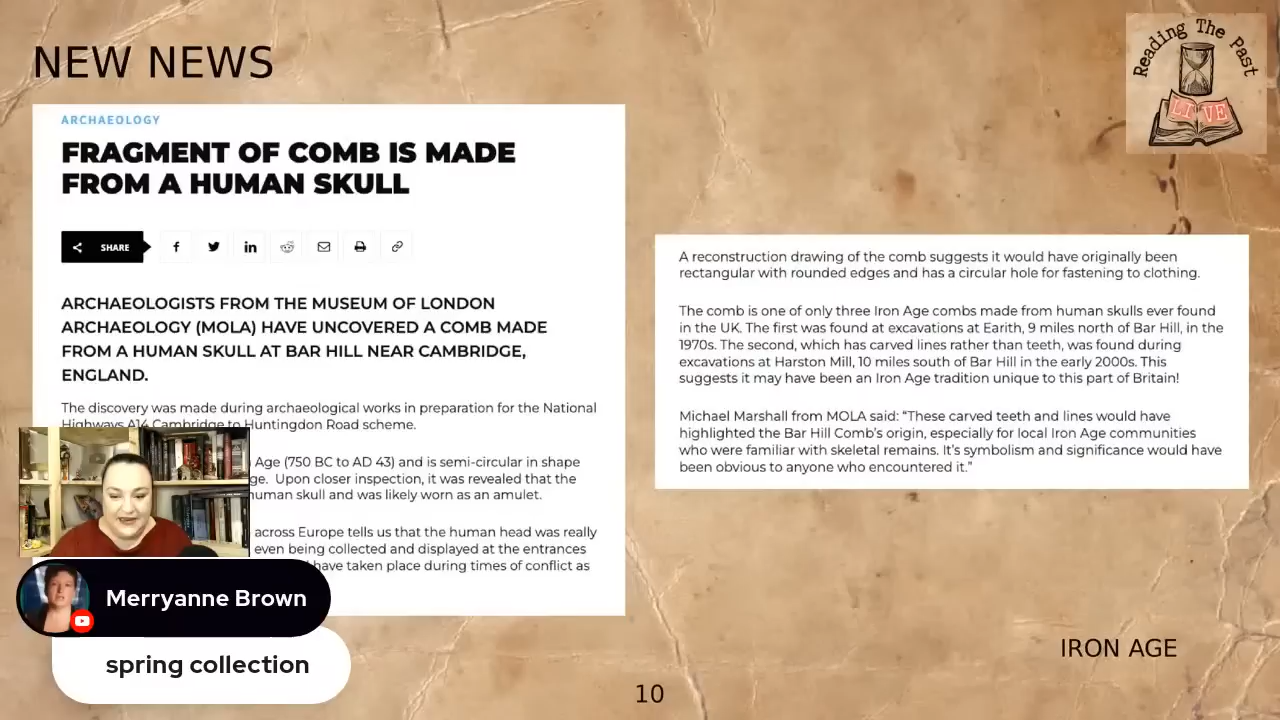 NEW NEWS
Reading The Past
LIVE
ARCHAEOLOGY
FRAGMENT OF COMB IS MADE
FROM A HUMAN SKULL
SHARE
ARCHAEOLOGISTS FROM THE MUSEUM OF LONDON
ARCHAEOLOGY (MOLA) HAVE UNCOVERED A COMB MADE
FROM A HUMAN SKULL AT BAR HILL NEAR CAMBRIDGE,
ENGLAND.
The discovery was made during archaeological works in preparation for the National
Highways A14 Cambridge to Huntingdon Road scheme.
Age (750 BC to AD 43) and is semi-circular in shape
Upon closer inspection, it was revealed that the
human skull and was likely worn as an amulet.
across Europe tells us that the human head was really
even being collected and displayed at the entrances
have taken place during times of conflict as
A reconstruction drawing of the comb suggests it would have originally been
rectangular with rounded edges and has a circular hole for fastening to clothing.
The comb is one of only three Iron Age combs made from human skulls ever found
in the UK. The first was found at excavations at Earith, 9 miles north of Bar Hill, in the
1970s. The second, which has carved lines rather than teeth, was found during
excavations at Harston Mill, 10 miles south of Bar Hill in the early 2000s. This
suggests it may have been an Iron Age tradition unique to this part of Britain!
Michael Marshall from MOLA said: “These carved teeth and lines would have
highlighted the Bar Hill Comb’s origin, especially for local Iron Age communities
who were familiar with skeletal remains. It’s symbolism and significance would have
been obvious to anyone who encountered it.”
Merryanne Brown
spring collection
IRON AGE
10